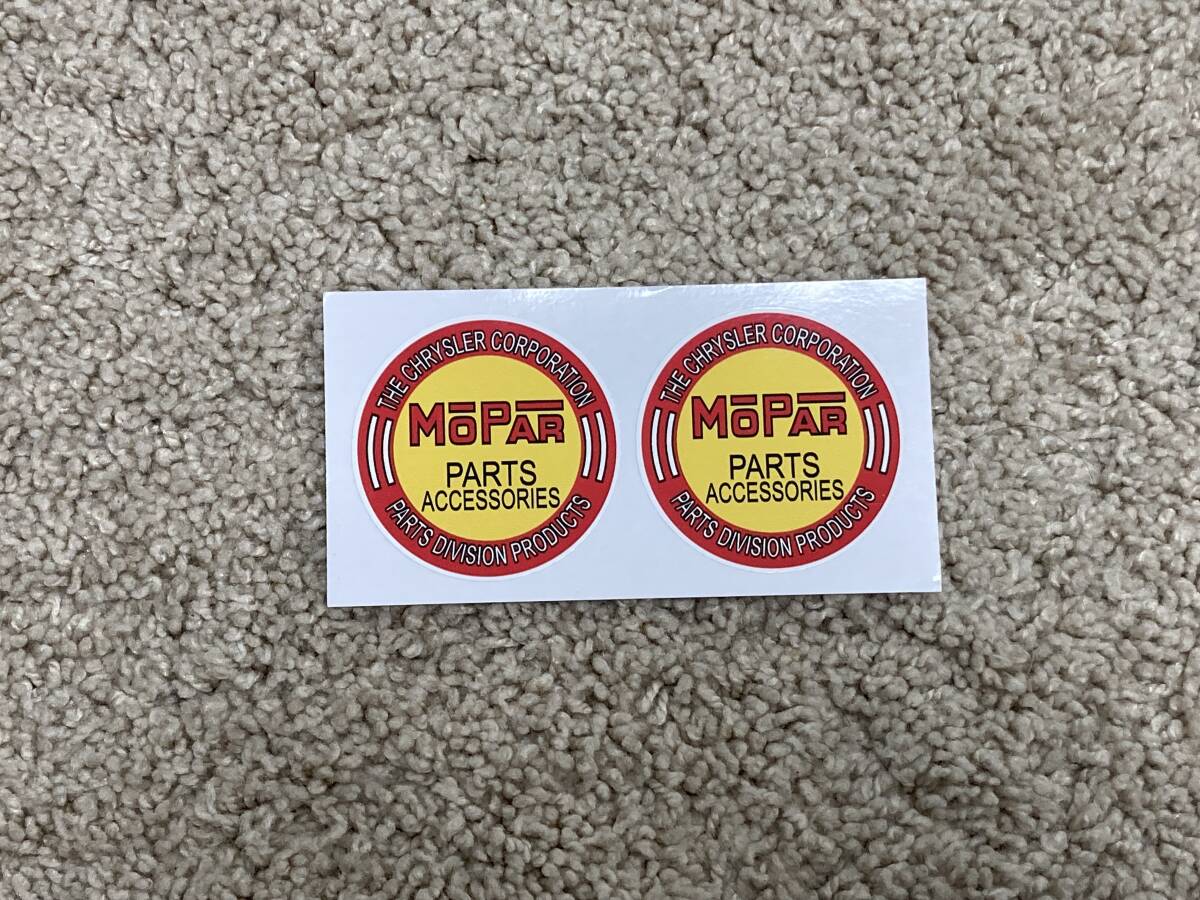 THE CHRYSLER CORPORATION
MOPAR
PARTS
ACCESSORIES
PARTS DIVISION PRODUCTS
THE CHRYSLER CORPORATION
MOPAR
PARTS
ACCESSORIES
PARTS DIVISION PRODUCTS